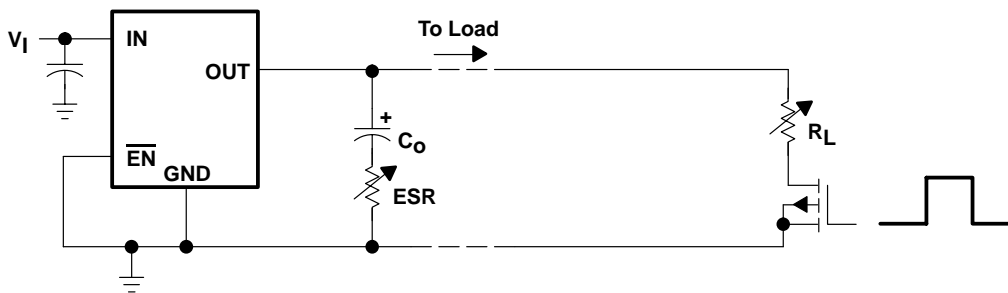 To Load
VI
IN
OUT
+
Co
RL
EN
GND
ESR